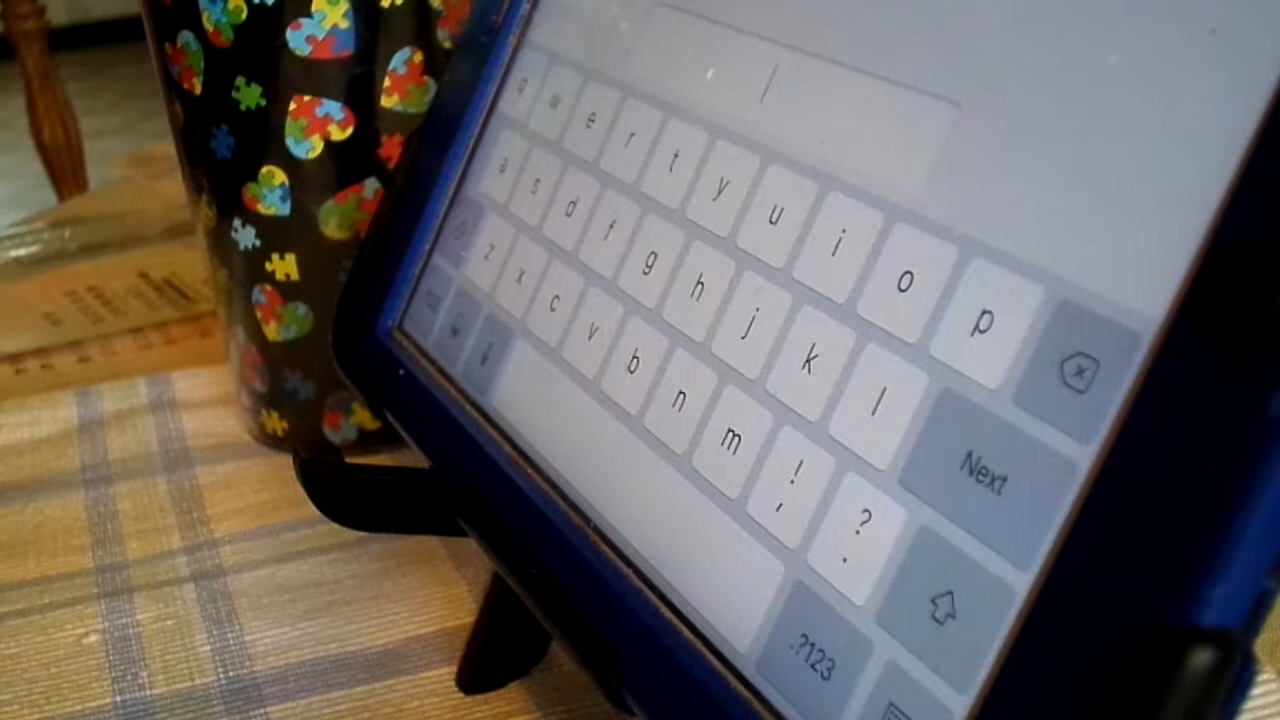 q w e r t y u i o p
a s d f g h j k l Next
z x c v b n m ! , ? .
.?123